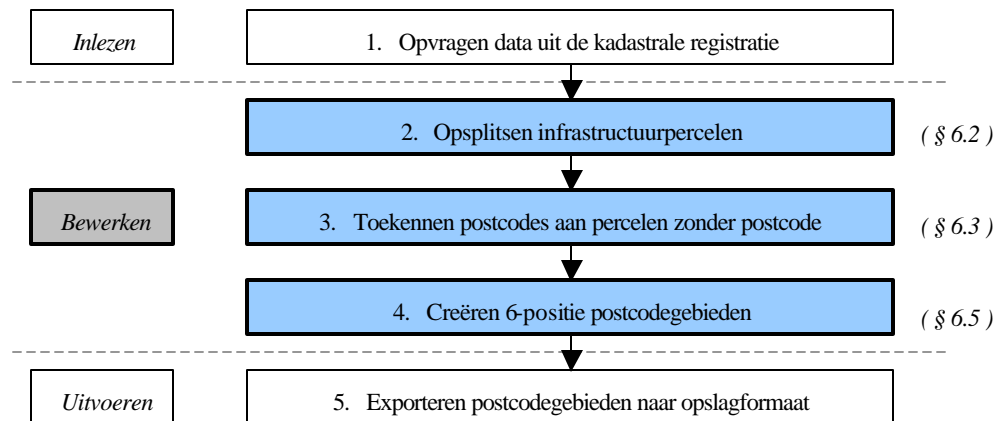 Inlezen
1. Opvragen data uit de kadastrale registratie
2. Opsplitsen infrastructuurpercelen
( § 6.2 )
Bewerken
3. Toekennen postcodes aan percelen zonder postcode
( § 6.3 )
4. Creëren 6-positie postcodegebieden
( § 6.5 )
Uitvoeren
5. Exporteren postcodegebieden naar opslagformaat